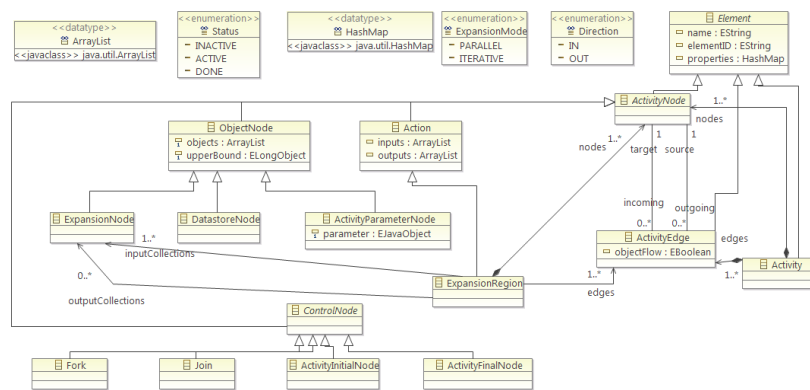 <<datatype>>
ArrayList
<<javaclass>> java.util.ArrayList
<<enumeration>>
Status
INACTIVE
ACTIVE
DONE
<<datatype>>
HashMap
<<javaclass>> java.util.HashMap
<<enumeration>>
ExpansionMode
PARALLEL
ITERATIVE
<<enumeration>>
Direction
IN
OUT
Element
name : EString
elementID : EString
properties : HashMap
ActivityNode
1..*
nodes
ObjectNode
objects : ArrayList
upperBound : ELongObject
Action
inputs : ArrayList
outputs : ArrayList
1..*
nodes
1
target
1
source
ExpansionNode
DatastoreNode
ActivityParameterNode
parameter : EJavaObject
incoming
0..*
outgoing
0..*
edges
1..*
inputCollections
ActivityEdge
objectFlow : EBoolean
Activity
0..*
outputCollections
ExpansionRegion
1..*
edges
1..*
ControlNode
Fork
Join
ActivityInitialNode
ActivityFinalNode